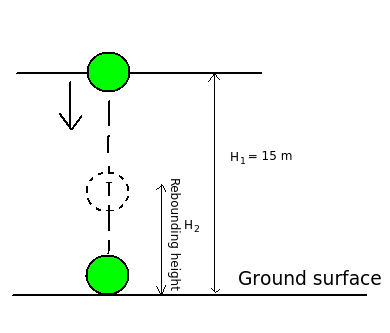 H1 = 15 m
Rebounding height
H2
Ground surface